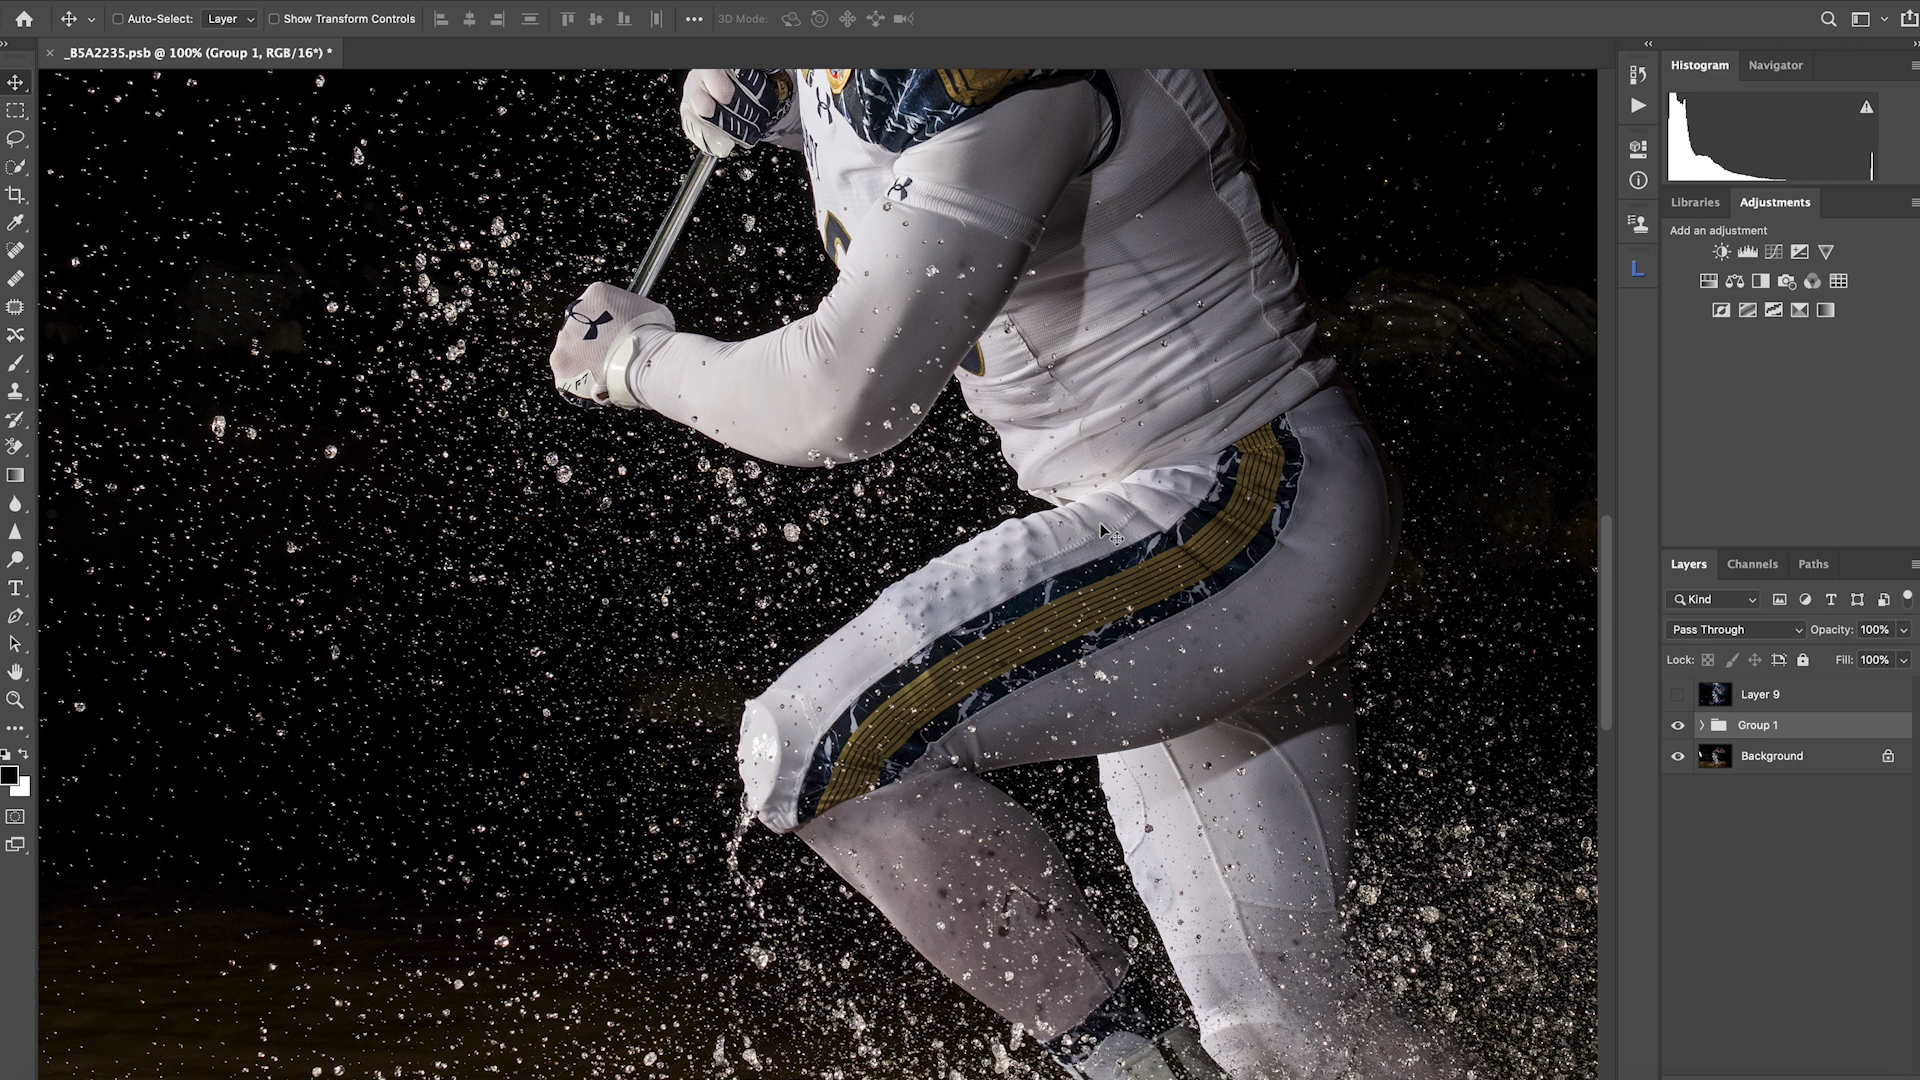 Auto-Select:
Layer
Show Transform Controls
3D Mode:
_B5A2235.psb @ 100% (Group 1, RGB/16*) *
Histogram
Navigator
Libraries
Adjustments
Add an adjustment
L
Layers
Channels
Paths
Kind
Pass Through
Opacity: 100%
Lock:
Fill: 100%
Layer 9
Group 1
Background